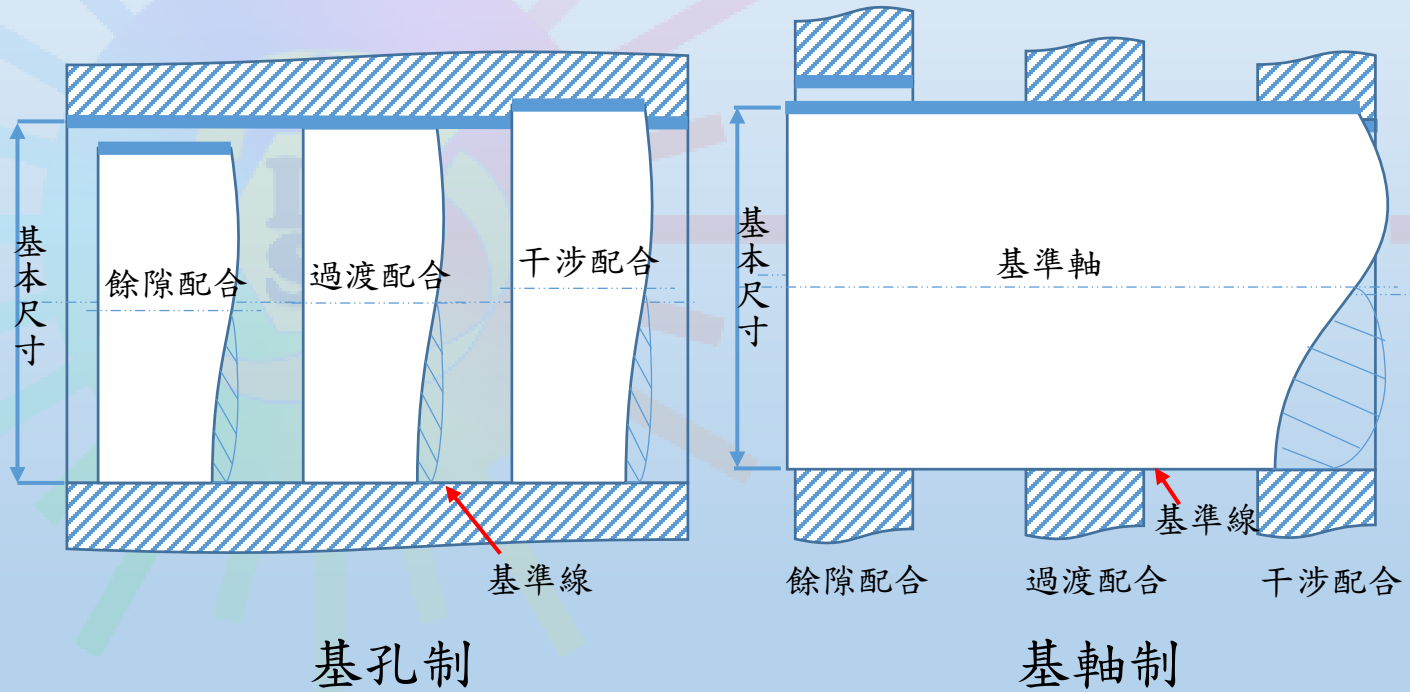 基本尺寸
餘隙配合
過渡配合
干涉配合
基準線
基孔制
基本尺寸
基準軸
基準線
餘隙配合
過渡配合
干涉配合
基軸制